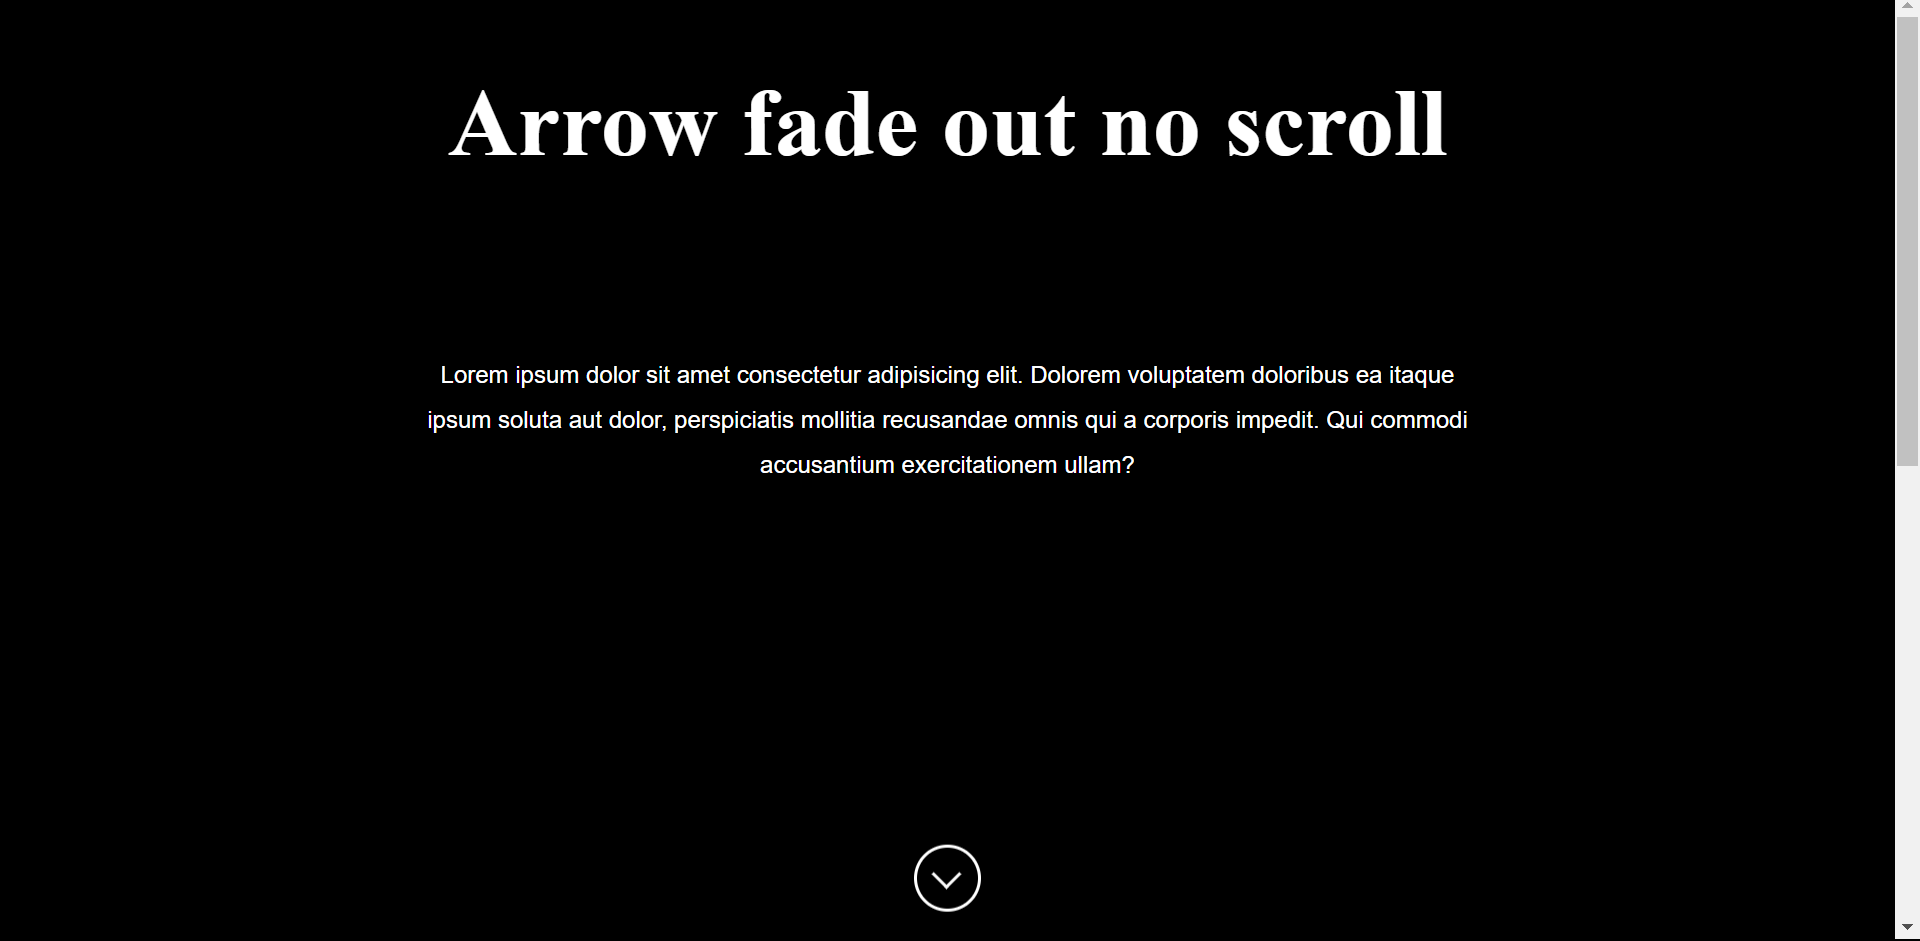 Arrow fade out no scroll
Lorem ipsum dolor sit amet consectetur adipisicing elit. Dolorem voluptatem doloribus ea itaque
ipsum soluta aut dolor, perspiciatis mollitia recusandae omnis qui a corporis impedit. Qui commodi
accusantium exercitationem ullam?